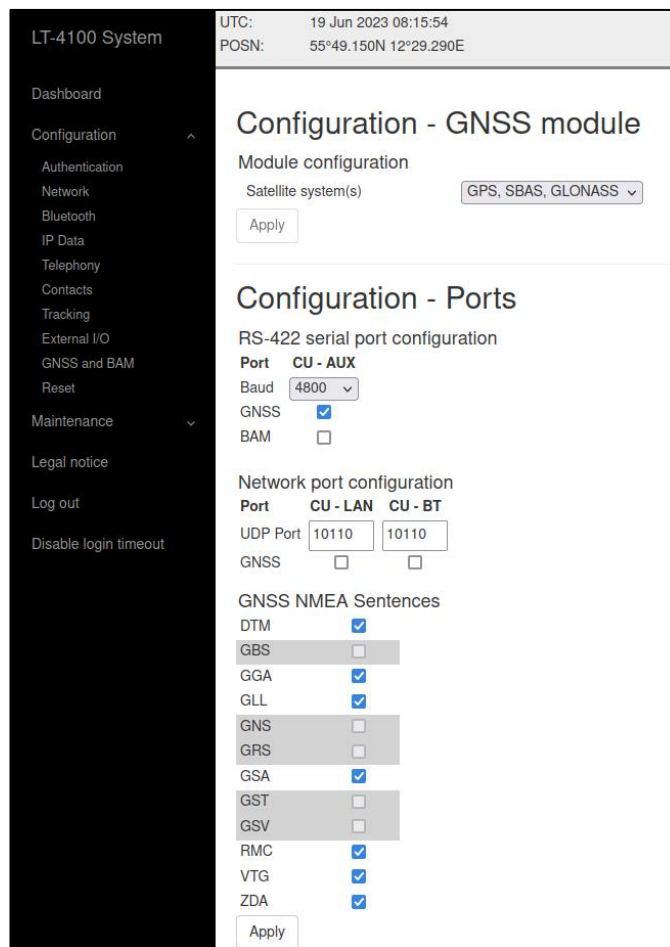 LT-4100 System
UTC: 19 Jun 2023 08:15:54
POSN: 55°49.150N 12°29.290E
Dashboard
Configuration
Authentication
Network
Bluetooth
IP Data
Telephony
Contacts
Tracking
External I/O
GNSS and BAM
Reset
Maintenance
Legal notice
Log out
Disable login timeout
Configuration - GNSS module
Module configuration
Satellite system(s) GPS, SBAS, GLONASS
Apply
Configuration - Ports
RS-422 serial port configuration
Port CU - AUX
Baud 4800
GNSS
BAM
Network port configuration
Port CU - LAN CU - BT
UDP Port 10110 10110
GNSS
GNSS NMEA Sentences
DTM
GBS
GGA
GLL
GNS
GRS
GSA
GST
GSV
RMC
VTG
ZDA
Apply